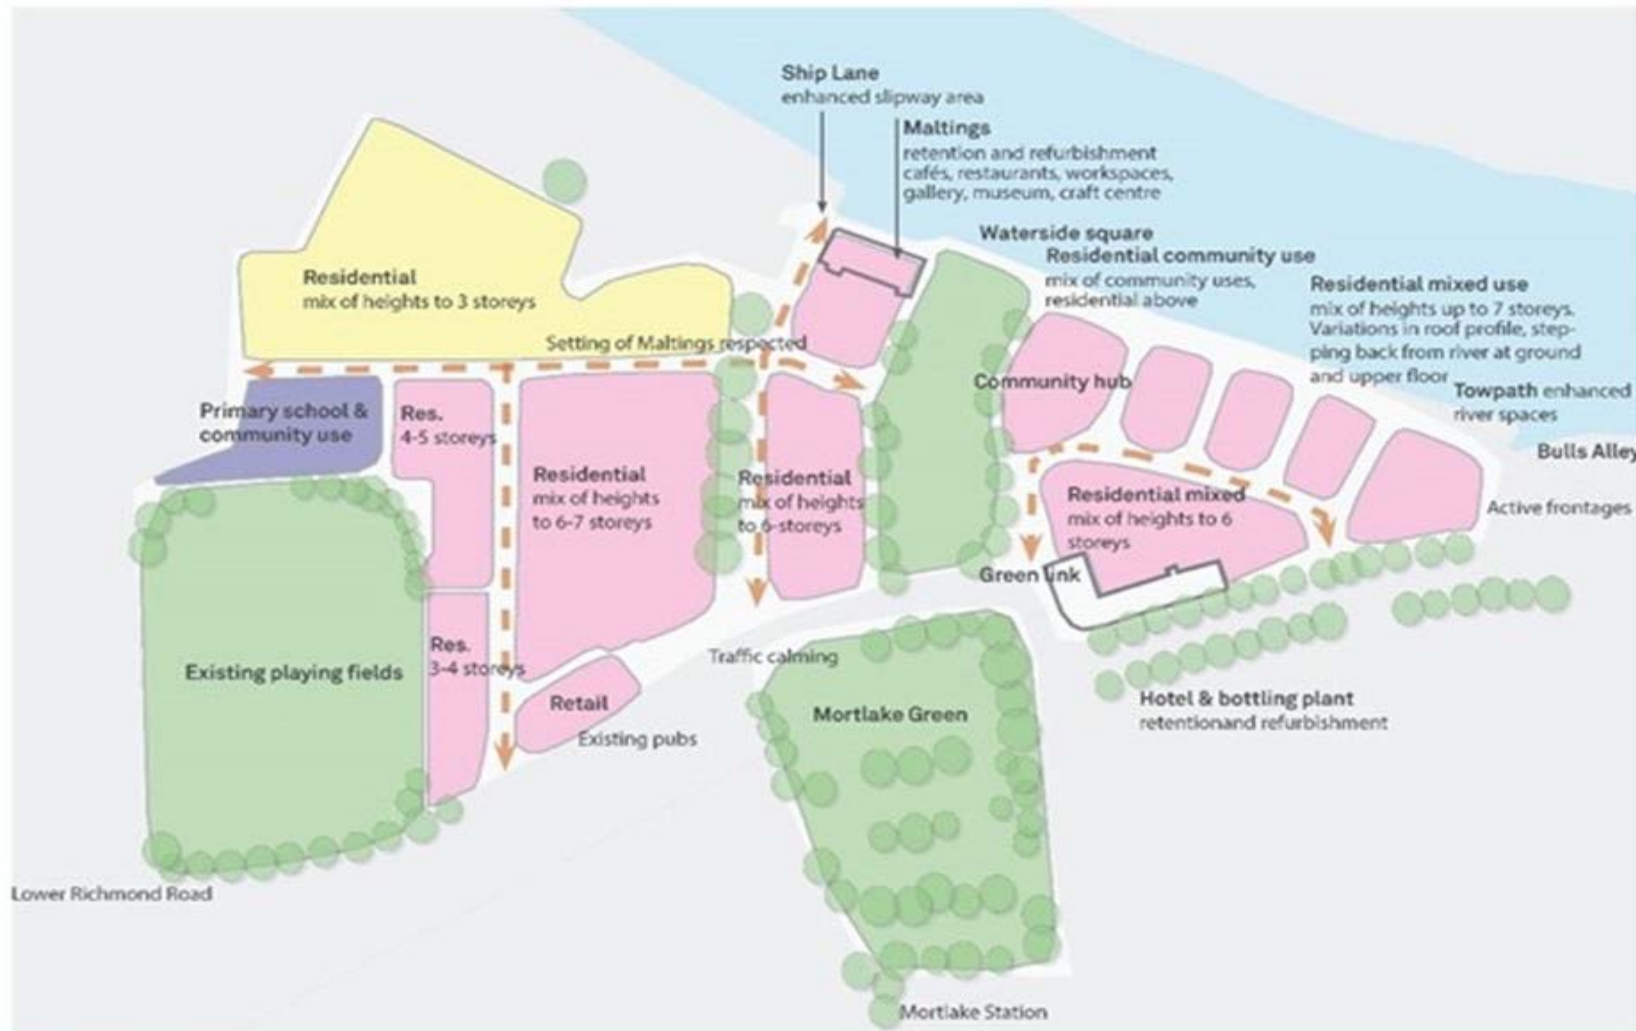 Ship Lane
enhanced slipway area
Maltings
retention and refurbishment
cafés, restaurants, workspaces,
gallery, museum, craft centre
Waterside square
Residential community use
mix of community uses,
residential above
Residential mixed use
mix of heights up to 7 storeys.
Variations in roof profile, step-
ping back from river at ground
and upper floor
Towpath enhanced
river spaces
Bulls Alley
Active frontages
Residential
mix of heights to 3 storeys
Setting of Maltings respected
Primary school &
community use
Res.
4-5 storeys
Residential
mix of heights
to 6-7 storeys
Residential
mix of heights
to 6-storeys
Community hub
Residential mixed
mix of heights to 6
storeys
Green link
Existing playing fields
Res.
3-4 storeys
Retail
Existing pubs
Traffic calming
Mortlake Green
Hotel & bottling plant
retentionand refurbishment
Lower Richmond Road
Mortlake Station